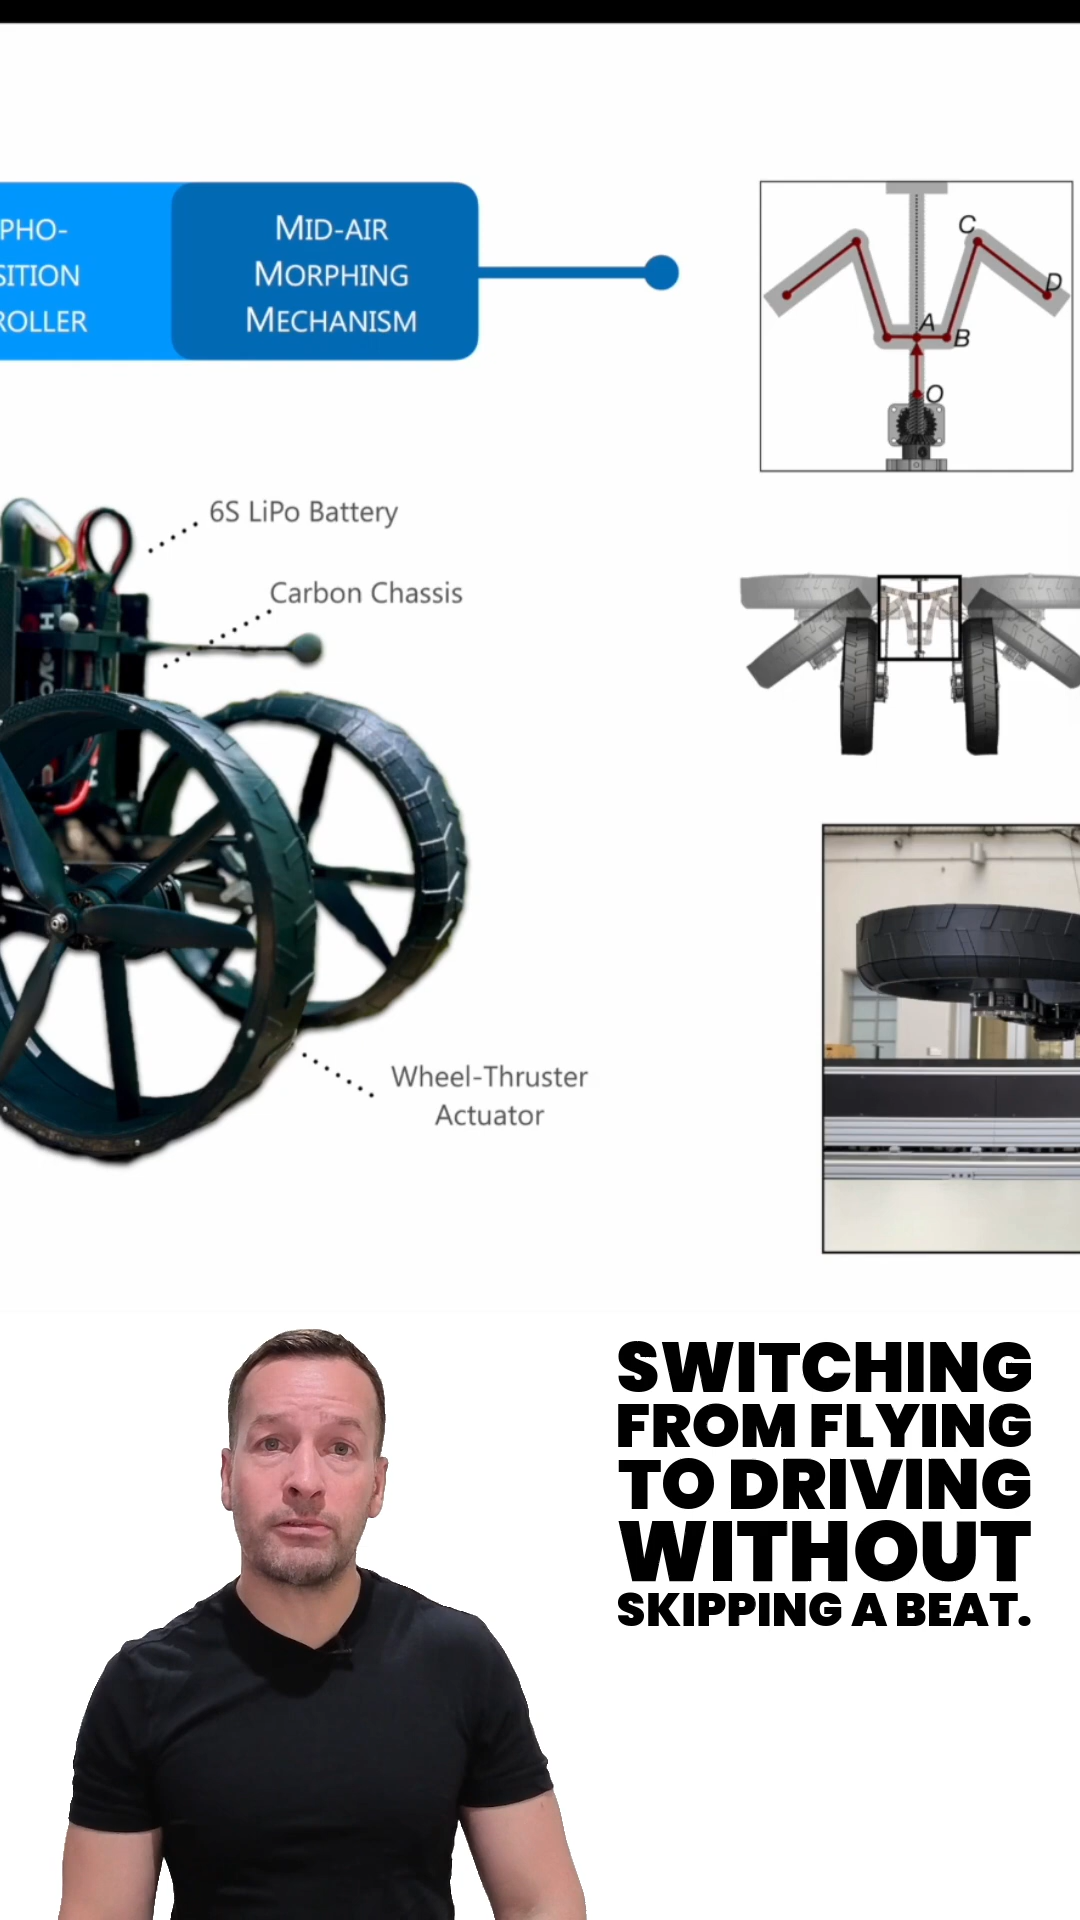 PHO-
SITION
ROLLER
MID-AIR
MORPHING
MECHANISM
C
D
A
B
O
6S LiPo Battery
Carbon Chassis
Wheel-Thruster
Actuator
SWITCHING
FROM FLYING
TO DRIVING
WITHOUT
SKIPPING A BEAT.